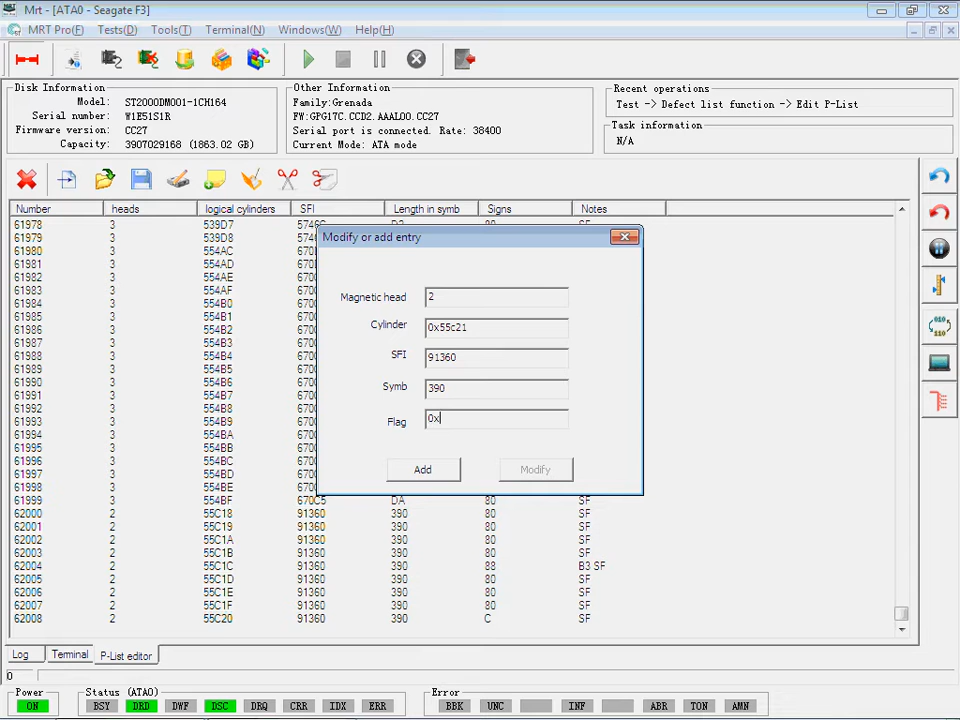 Mrt - [ATA0 - Seagate F3]
MRT Pro(F) Tests(D) Tools(T) Terminal(N) Windows(W) Help(H)
Disk Information
Model: ST2000DM001-1CH164
Serial number: W1E51S1R
Firmware version: CC27
Capacity: 3907029168 (1863.02 GB)
Other Information
Family:Grenada
FW:GPG17C.CCD2.AAAL00.CC27
Serial port is connected. Rate: 38400
Current Mode: ATA mode
Recent operations
Test -> Defect list function -> Edit P-List
Task information
N/A
Number heads logical cylinders SFI Length in symb Signs Notes
61978 3 539D7
61979 3 539D8
61980 3 554AC
61981 3 554AD
61982 3 554AE
61983 3 554AF
61984 3 554B0
61985 3 554B1
61986 3 554B2
61987 3 554B3
61988 3 554B4
61989 3 554B5
61990 3 554B6
61991 3 554B7
61992 3 554B8
61993 3 554B9
61994 3 554BA
61995 3 554BB
61996 3 554BC
61997 3 554BD
61998 3 554BE
61999 3 554BF 670C5 DA 80 SF
62000 2 55C18 91360 390 80 SF
62001 2 55C19 91360 390 80 SF
62002 2 55C1A 91360 390 80 SF
62003 2 55C1B 91360 390 80 SF
62004 2 55C1C 91360 390 88 B3 SF
62005 2 55C1D 91360 390 80 SF
62006 2 55C1E 91360 390 80 SF
62007 2 55C1F 91360 390 80 SF
62008 2 55C20 91360 390 C SF
Modify or add entry
Magnetic head 2
Cylinder 0x55c21
SFI 91360
Symb 390
Flag 0x
Add Modify
Log Terminal P-List editor
0
Power
ON
Status (ATA0)
BSY DRD DWF DSC DRQ CRR IDX ERR
Error
BBK UNC INF ABR TON AMN